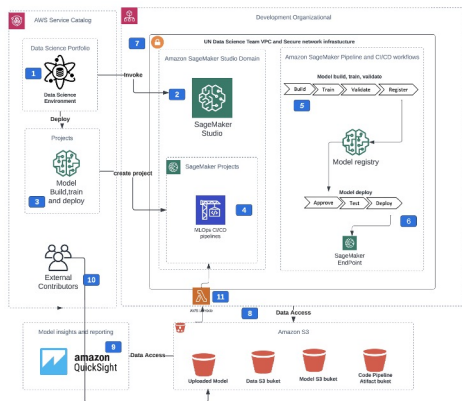 AWS Service Catalog
Data Science Portfolio
1
Data Science
Environment
Deploy
Projects
Model
Build,train
and deploy
3
External
Contributors
10
Invoke
create project
Development Organizational
7
UN Data Science Team VPC and Secure network infrustature
Amazon SageMaker Studio Domain
2
SageMaker
Studio
SageMaker Projects
4
MLOps CI/CD
pipelines
Amazon SageMaker Pipeline and CI/CD workflows
Model build, train, validate
Build
Train
Validate
Register
5
Model registry
Model deploy
Approve
Test
Deploy
6
SageMaker
EndPoint
11
8
Data Access
Model insights and reporting
9
amazon
QuickSight
Data Access
Amazon S3
Uploaded Model
Data S3 buket
Model S3 buket
Code Pipeline
Atifact buket